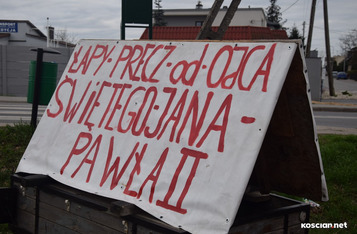 ŁAPY-PRECZ-od-OJCA
ŚWIĘTEGO-JANA-
PAWŁA II
koscian.net